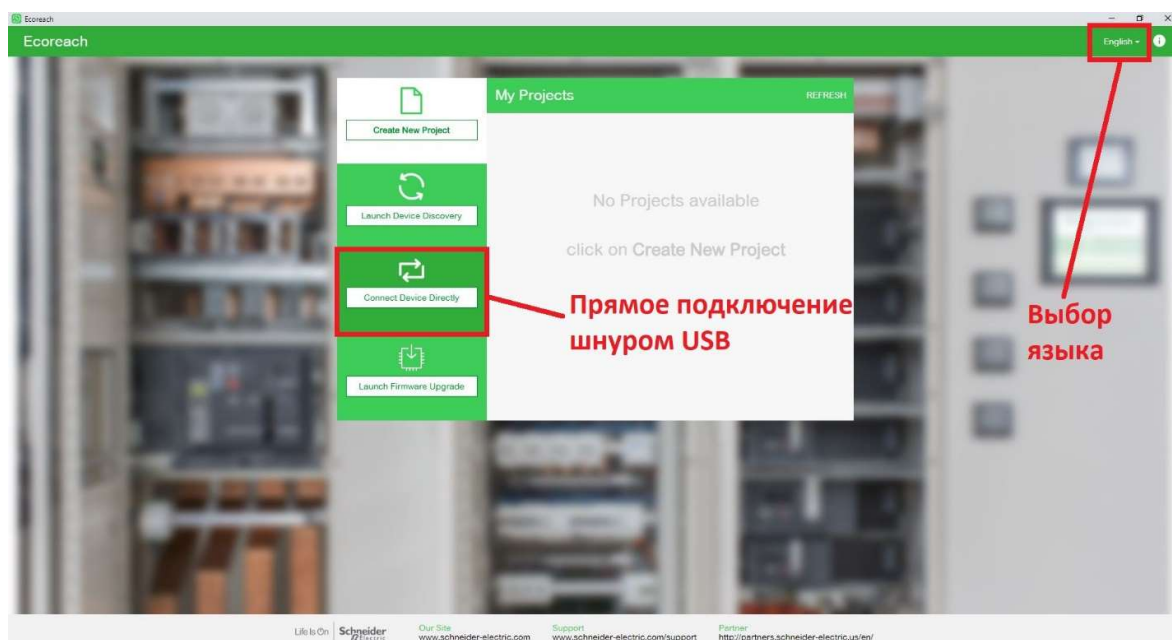 Ecoreach
Ecoreach
English
i
Create New Project
My Projects
REFRESH
Launch Device Discovery
No Projects available
click on Create New Project
Connect Device Directly
Прямое подключение
шнуром USB
Выбор
языка
Launch Firmware Upgrade
Life Is On
Schneider
Electric
Our Site
www.schneider-electric.com
Support
www.schneider-electric.com/support
Partner
http://partners.schneider-electric.us/en/